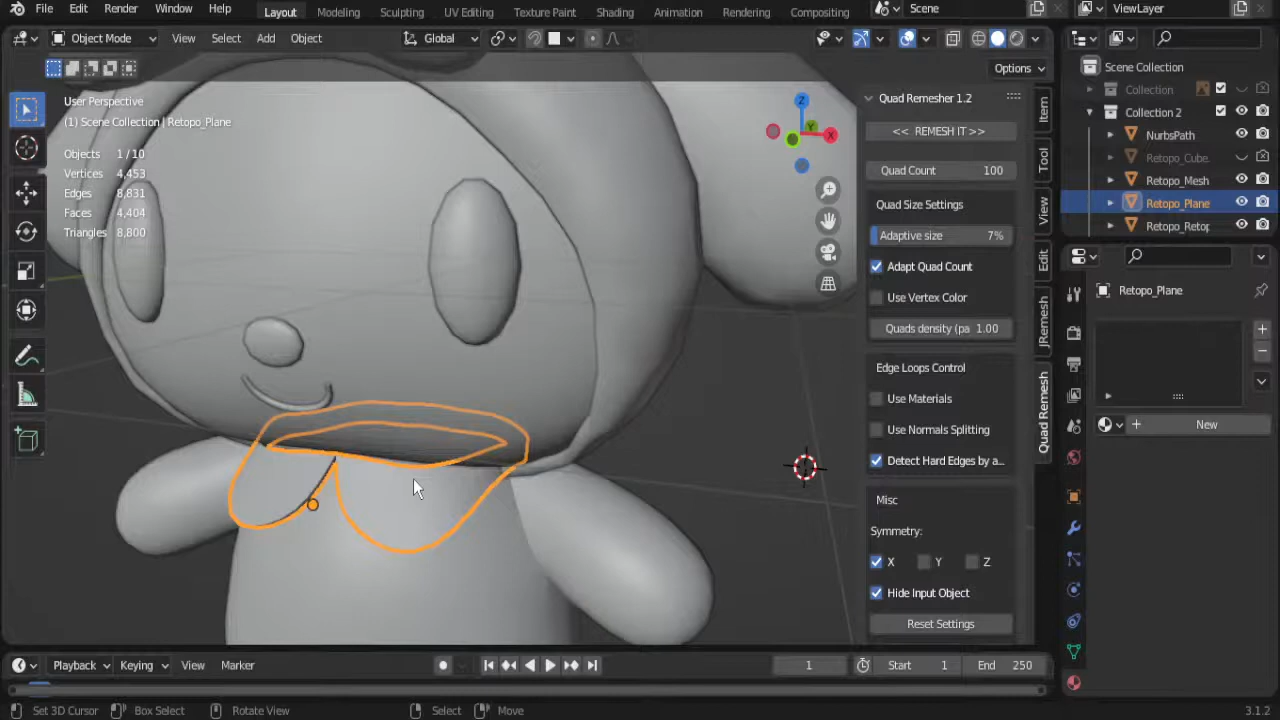 File Edit Render Window Help Layout Modeling Sculpting UV Editing Texture Paint Shading Animation Rendering Compositing Scene ViewLayer
Object Mode View Select Add Object Global
Options
User Perspective
(1) Scene Collection | Retopo_Plane
Objects 1/10
Vertices 4,453
Edges 8,831
Faces 4,404
Triangles 8,800
Z
Y
X
Quad Remesher 1.2
<< REMESH IT >>
Quad Count 100
Quad Size Settings
Adaptive size 7%
Adapt Quad Count
Use Vertex Color
Quads density (pa 1.00
Edge Loops Control
Use Materials
Use Normals Splitting
Detect Hard Edges by a...
Misc
Symmetry:
X Y Z
Hide Input Object
Reset Settings
Item
Tool
View
Edit
JRemesh
Quad Remesh
Scene Collection
Collection
Collection 2
NurbsPath
Retopo_Cube.
Retopo_Mesh
Retopo_Plane
Retopo_Retop
Retopo_Plane
New
Playback Keying View Marker 1 Start 1 End 250
Set 3D Cursor Box Select Rotate View Select Move 3.1.2